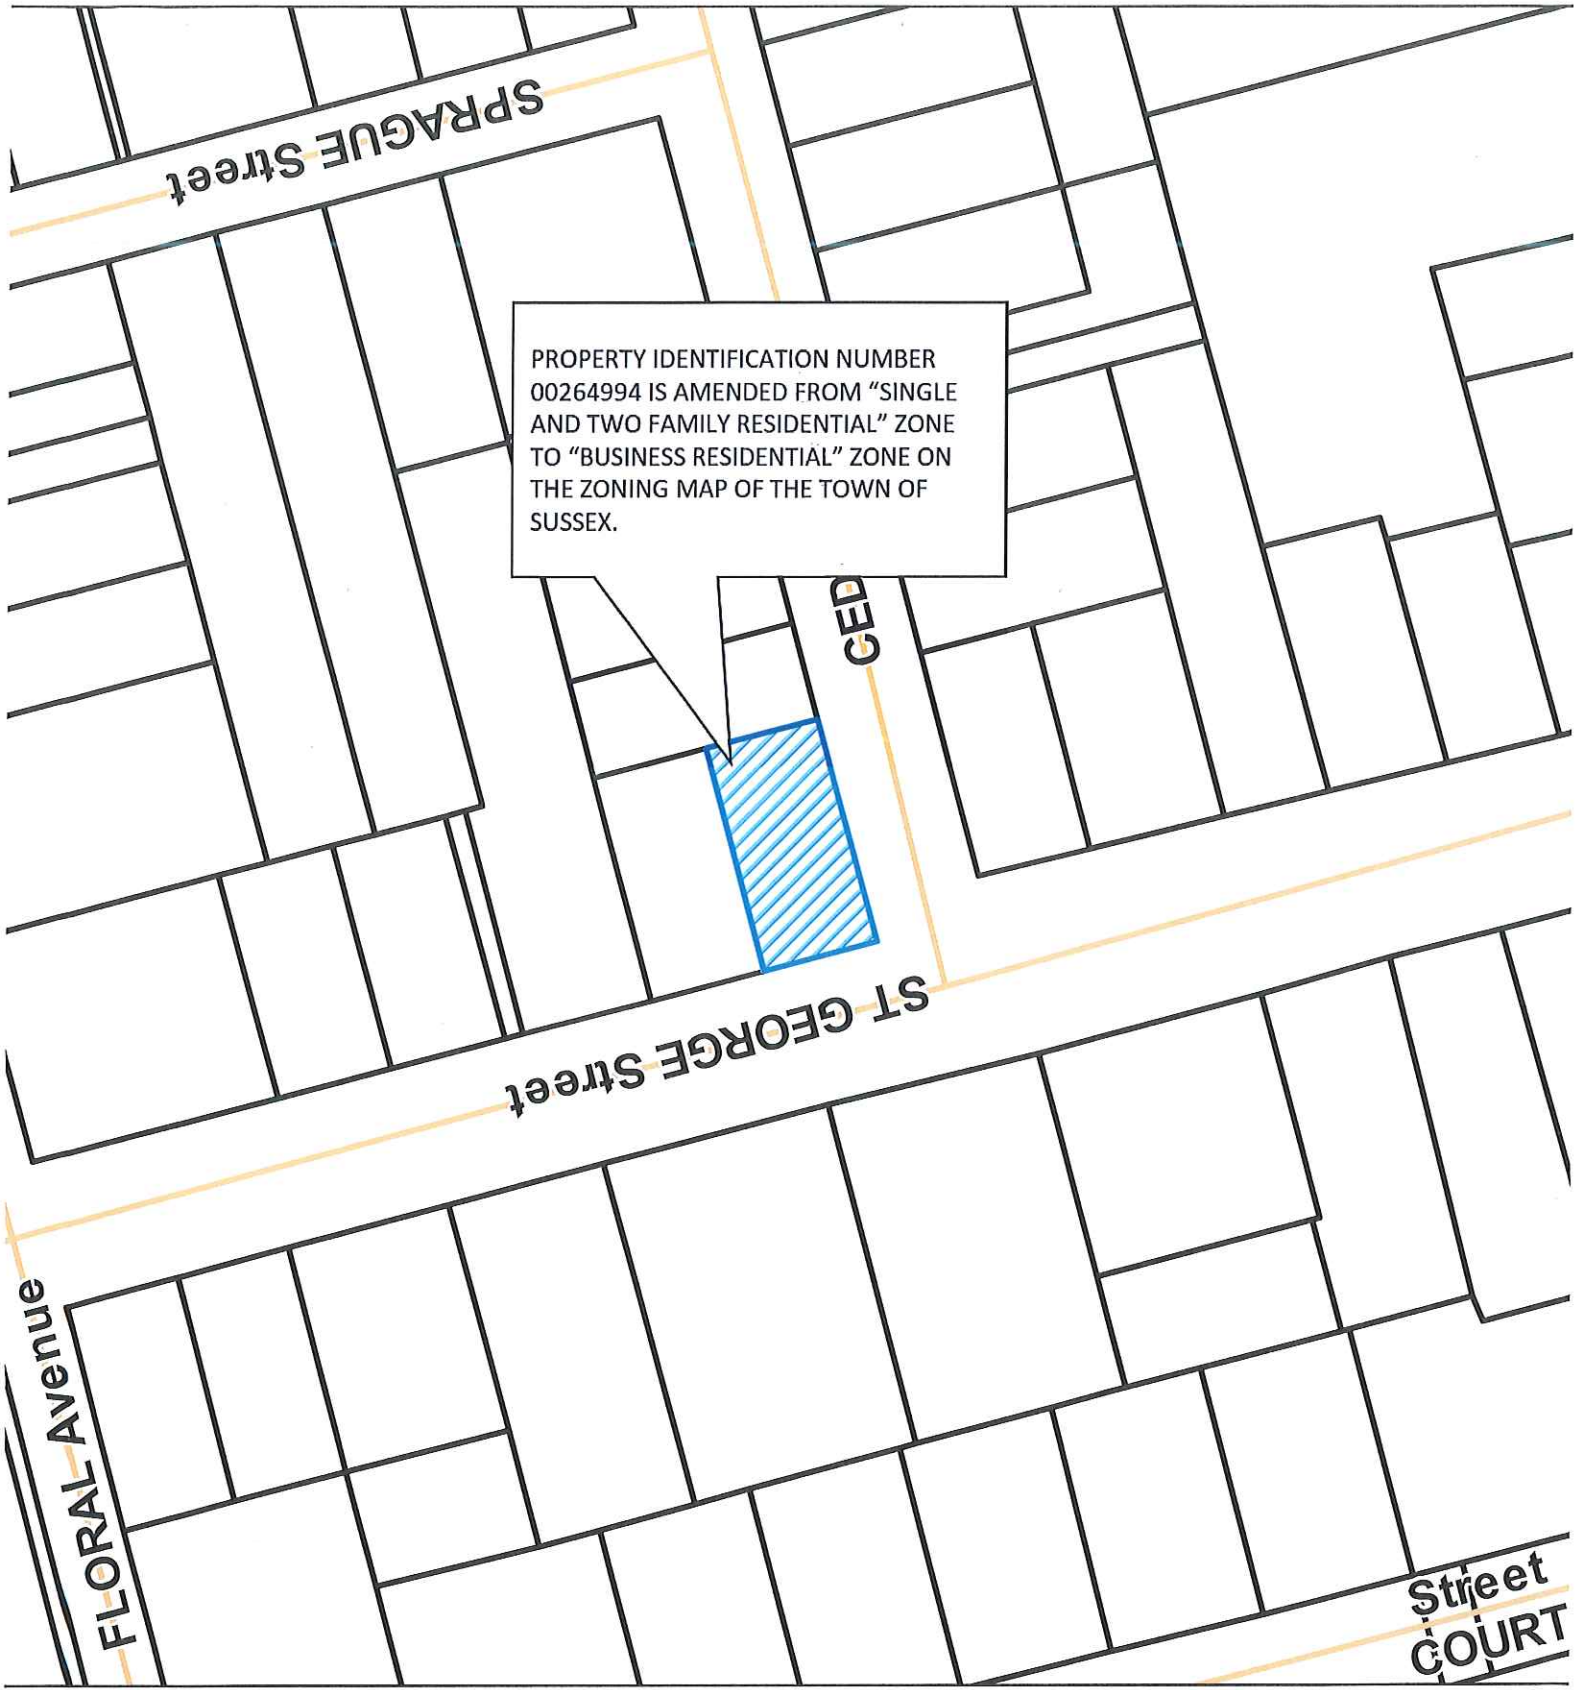 SPRAGUE Street
PROPERTY IDENTIFICATION NUMBER
00264994 IS AMENDED FROM “SINGLE
AND TWO FAMILY RESIDENTIAL” ZONE
TO “BUSINESS RESIDENTIAL” ZONE ON
THE ZONING MAP OF THE TOWN OF
SUSSEX.
CED
ST GEORGE Street
FLORAL Avenue
Street
COURT